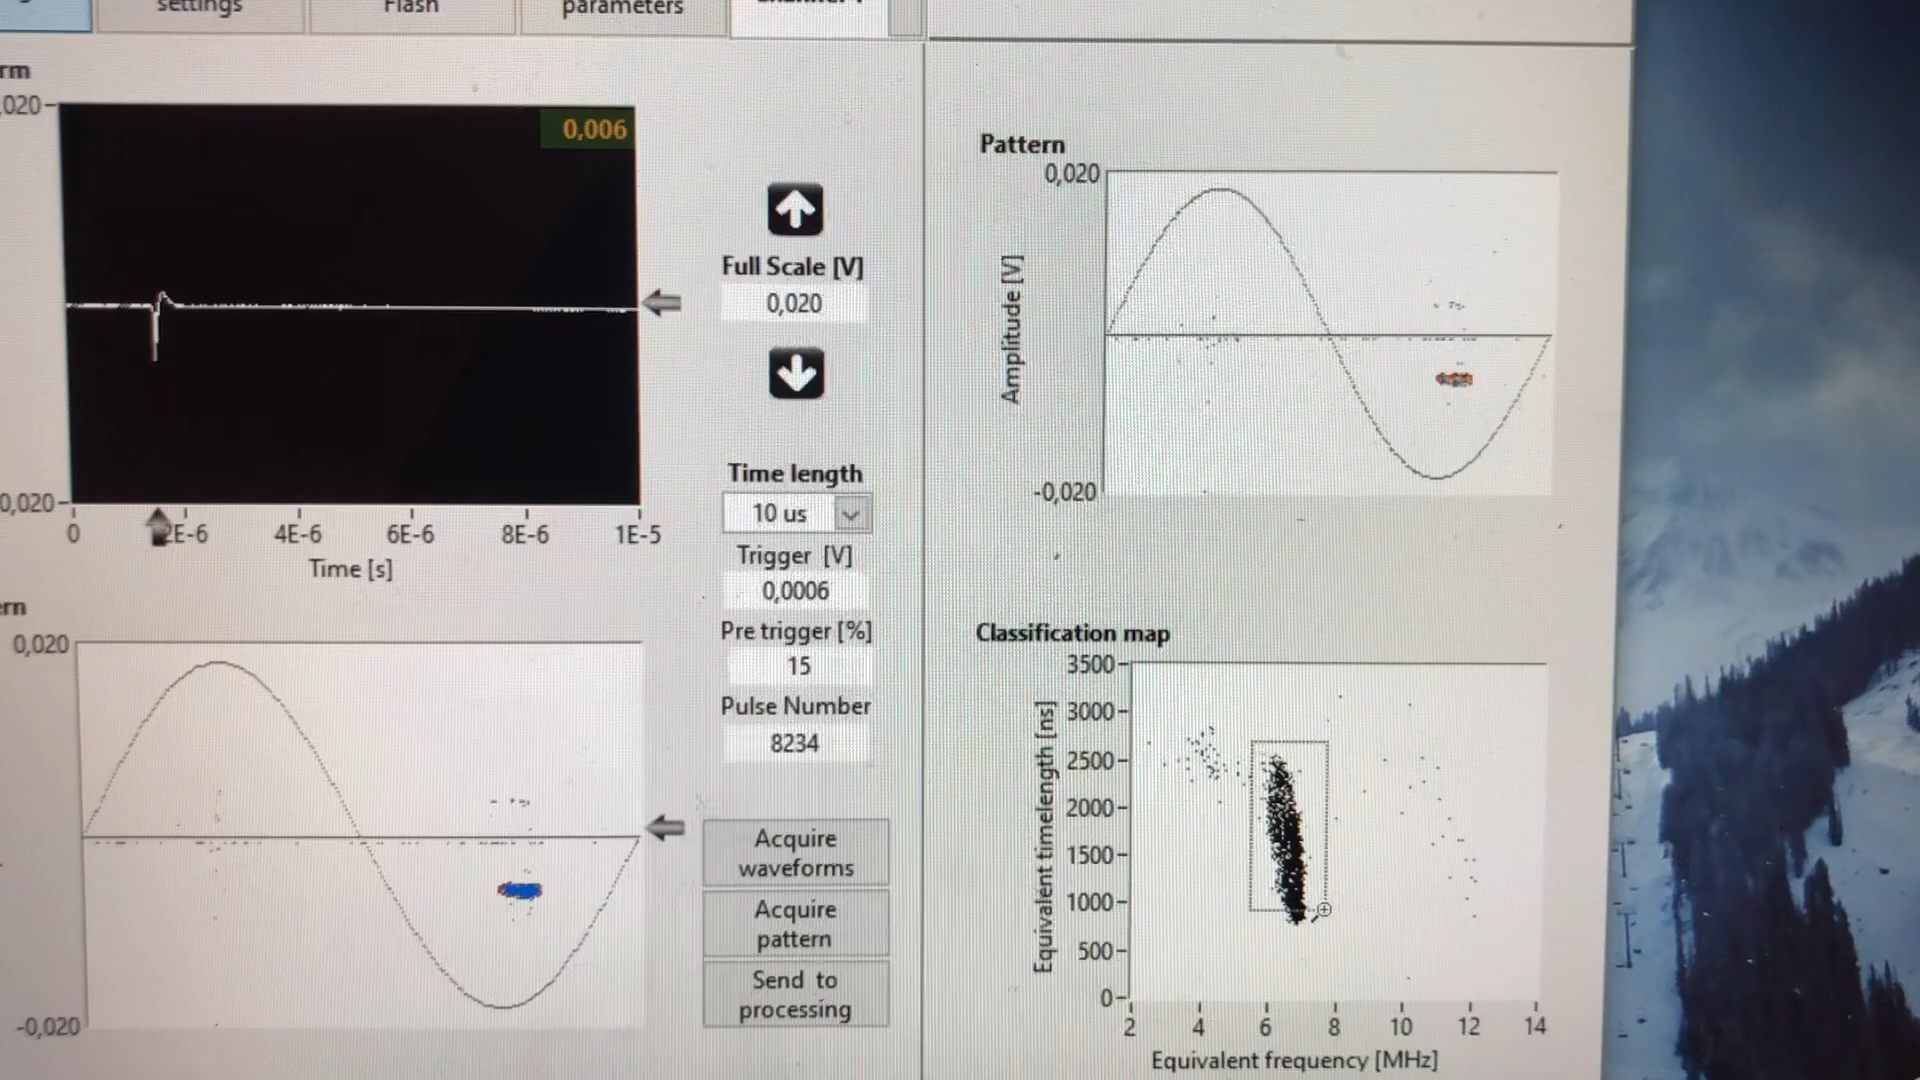 settings
Flash
parameters
rm
020
0,006
0,020
0
2E-6
4E-6
6E-6
8E-6
1E-5
Time [s]
Full Scale [V]
0,020
Time length
10 us
Trigger [V]
0,0006
Pre trigger [%]
15
Pulse Number
8234
ern
0,020
-0,020
Acquire
waveforms
Acquire
pattern
Send to
processing
Pattern
0,020
Amplitude [V]
-0,020
Classification map
3500
3000
2500
2000
1500
1000
500
0
Equivalent timelength [ns]
2
4
6
8
10
12
14
Equivalent frequency [MHz]